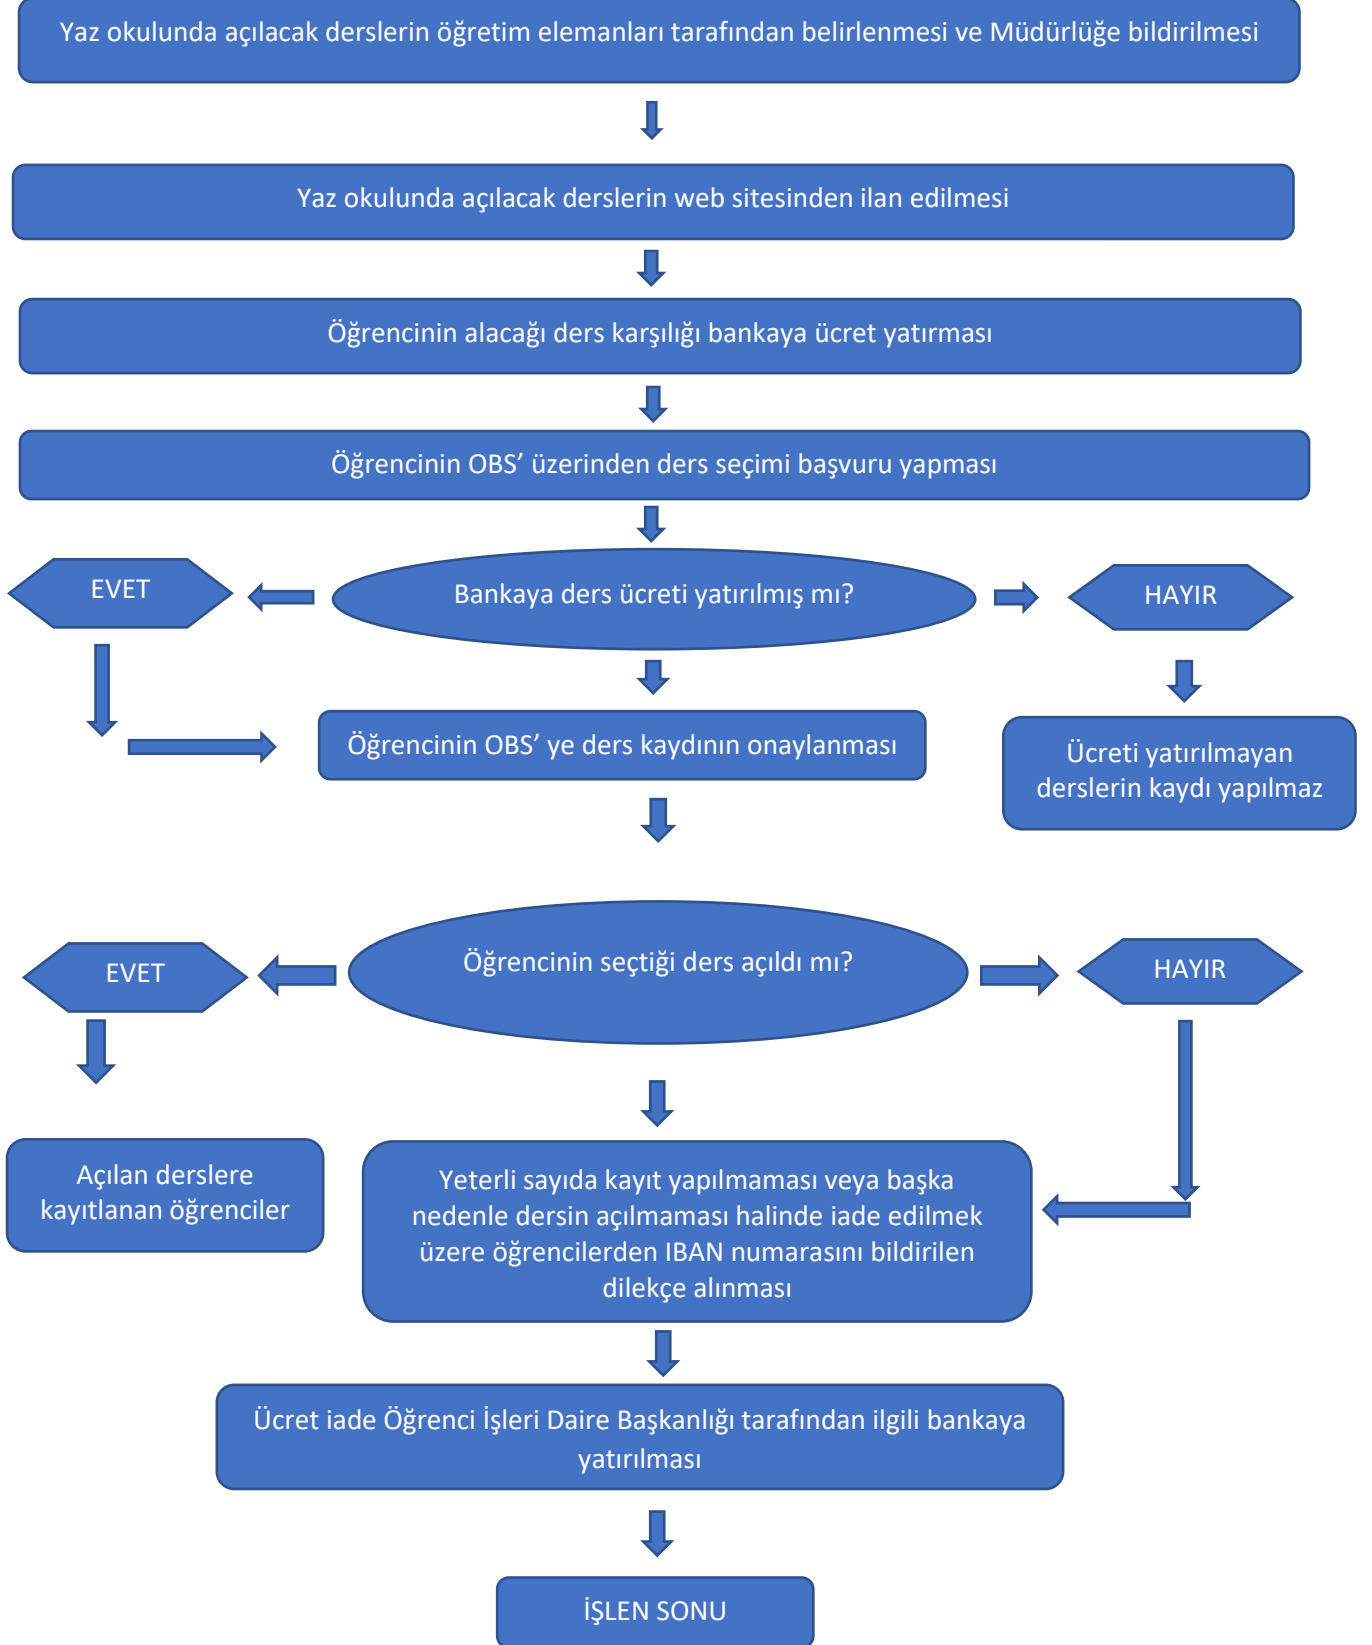 Yaz okulunda açılacak derslerin öğretim elemanları tarafından belirlenmesi ve Müdürlüğe bildirilmesi
Yaz okulunda açılacak derslerin web sitesinden ilan edilmesi
Öğrencinin alacağı ders karşılığı bankaya ücret yatırması
Öğrencinin OBS’ üzerinden ders seçimi başvuru yapması
EVET
Bankaya ders ücreti yatırılmış mı?
HAYIR
Öğrencinin OBS’ ye ders kaydının onaylanması
Ücreti yatırılmayan
derslerin kaydı yapılmaz
EVET
Öğrencinin seçtiği ders açıldı mı?
HAYIR
Açılan derslere
kayıtlanan öğrenciler
Yeterli sayıda kayıt yapılmaması veya başka
nedenle dersin açılmaması halinde iade edilmek
üzere öğrencilerden IBAN numarasını bildirilen
dilekçe alınması
Ücret iade Öğrenci İşleri Daire Başkanlığı tarafından ilgili bankaya
yatırılması
İŞLEN SONU